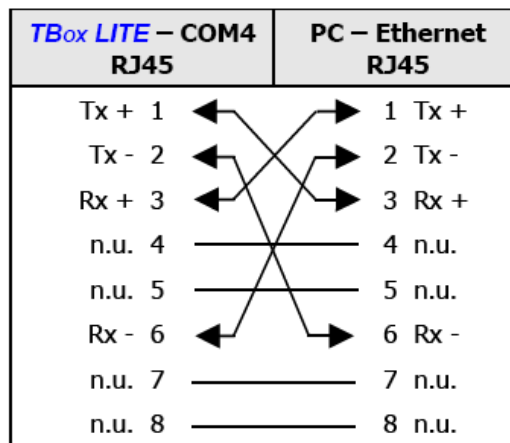 TBox LITE – COM4 PC – Ethernet
RJ45 RJ45
Tx + 1 1 Tx +
Tx - 2 2 Tx -
Rx + 3 3 Rx +
n.u. 4 4 n.u.
n.u. 5 5 n.u.
Rx - 6 6 Rx -
n.u. 7 7 n.u.
n.u. 8 8 n.u.